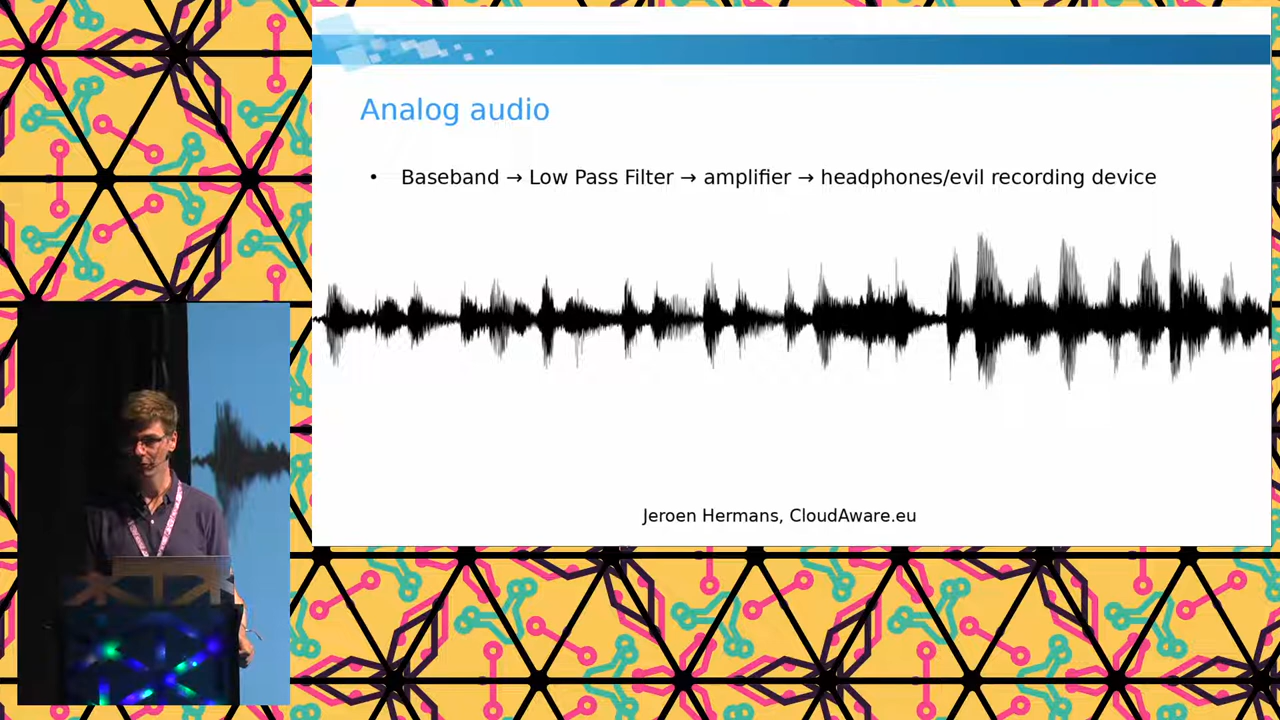 Analog audio
• Baseband → Low Pass Filter → amplifier → headphones/evil recording device
Jeroen Hermans, CloudAware.eu